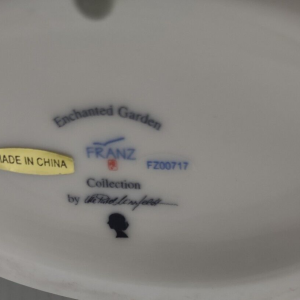 Enchanted Garden
FRANZ
MADE IN CHINA
FZ00717
Collection
by